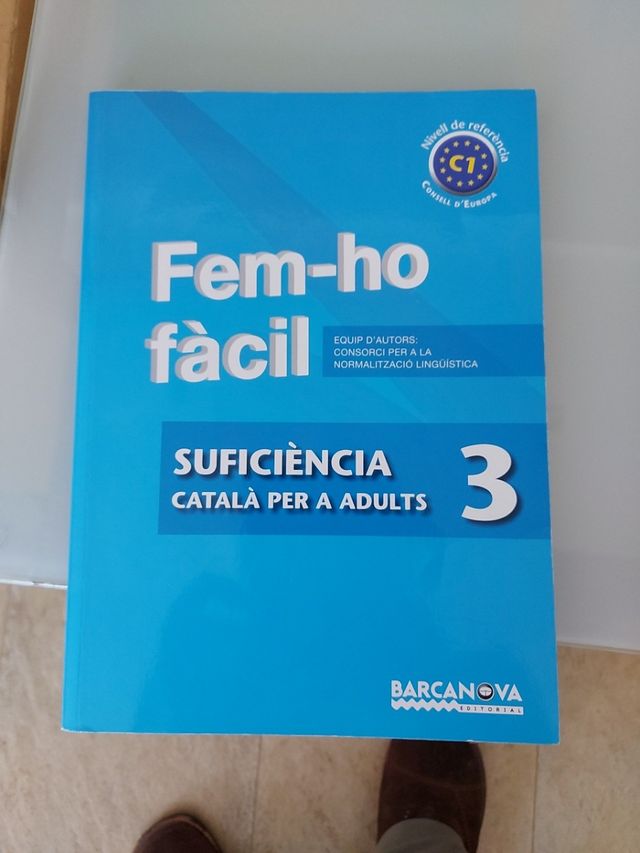 Nivell de referència
C1
CONSELL D'EUROPA
Fem-ho
fàcil
EQUIP D'AUTORS:
CONSORCI PER A LA
NORMALITZACIÓ LINGÜÍSTICA
SUFICIÈNCIA
CATALÀ PER A ADULTS
3
BARCANOVA
EDITORIAL